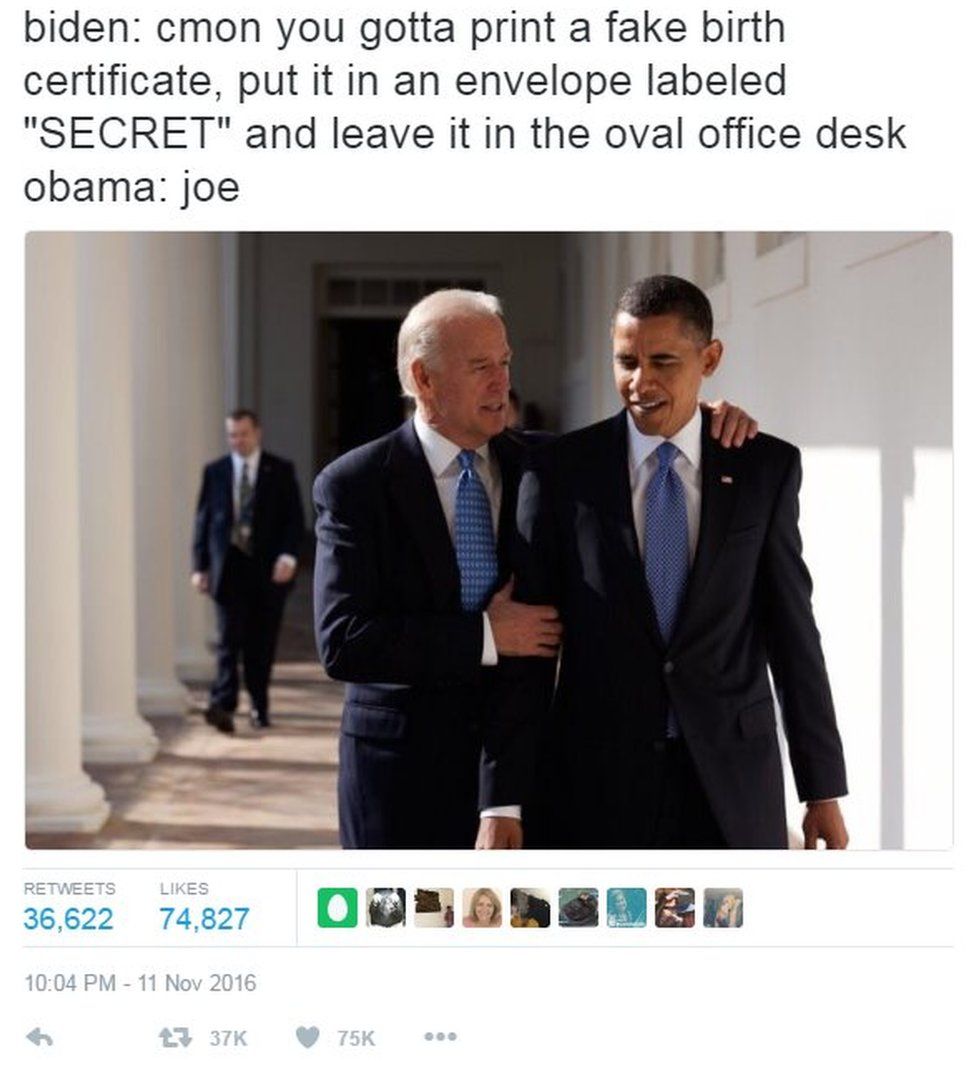 biden: cmon you gotta print a fake birth
certificate, put it in an envelope labeled
"SECRET" and leave it in the oval office desk
obama: joe
RETWEETS LIKES
36,622 74,827
10:04 PM - 11 Nov 2016
37K 75K